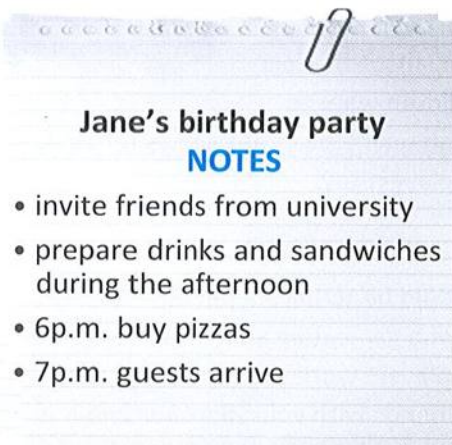 Jane's birthday party
NOTES
• invite friends from university
• prepare drinks and sandwiches
during the afternoon
• 6p.m. buy pizzas
• 7p.m. guests arrive